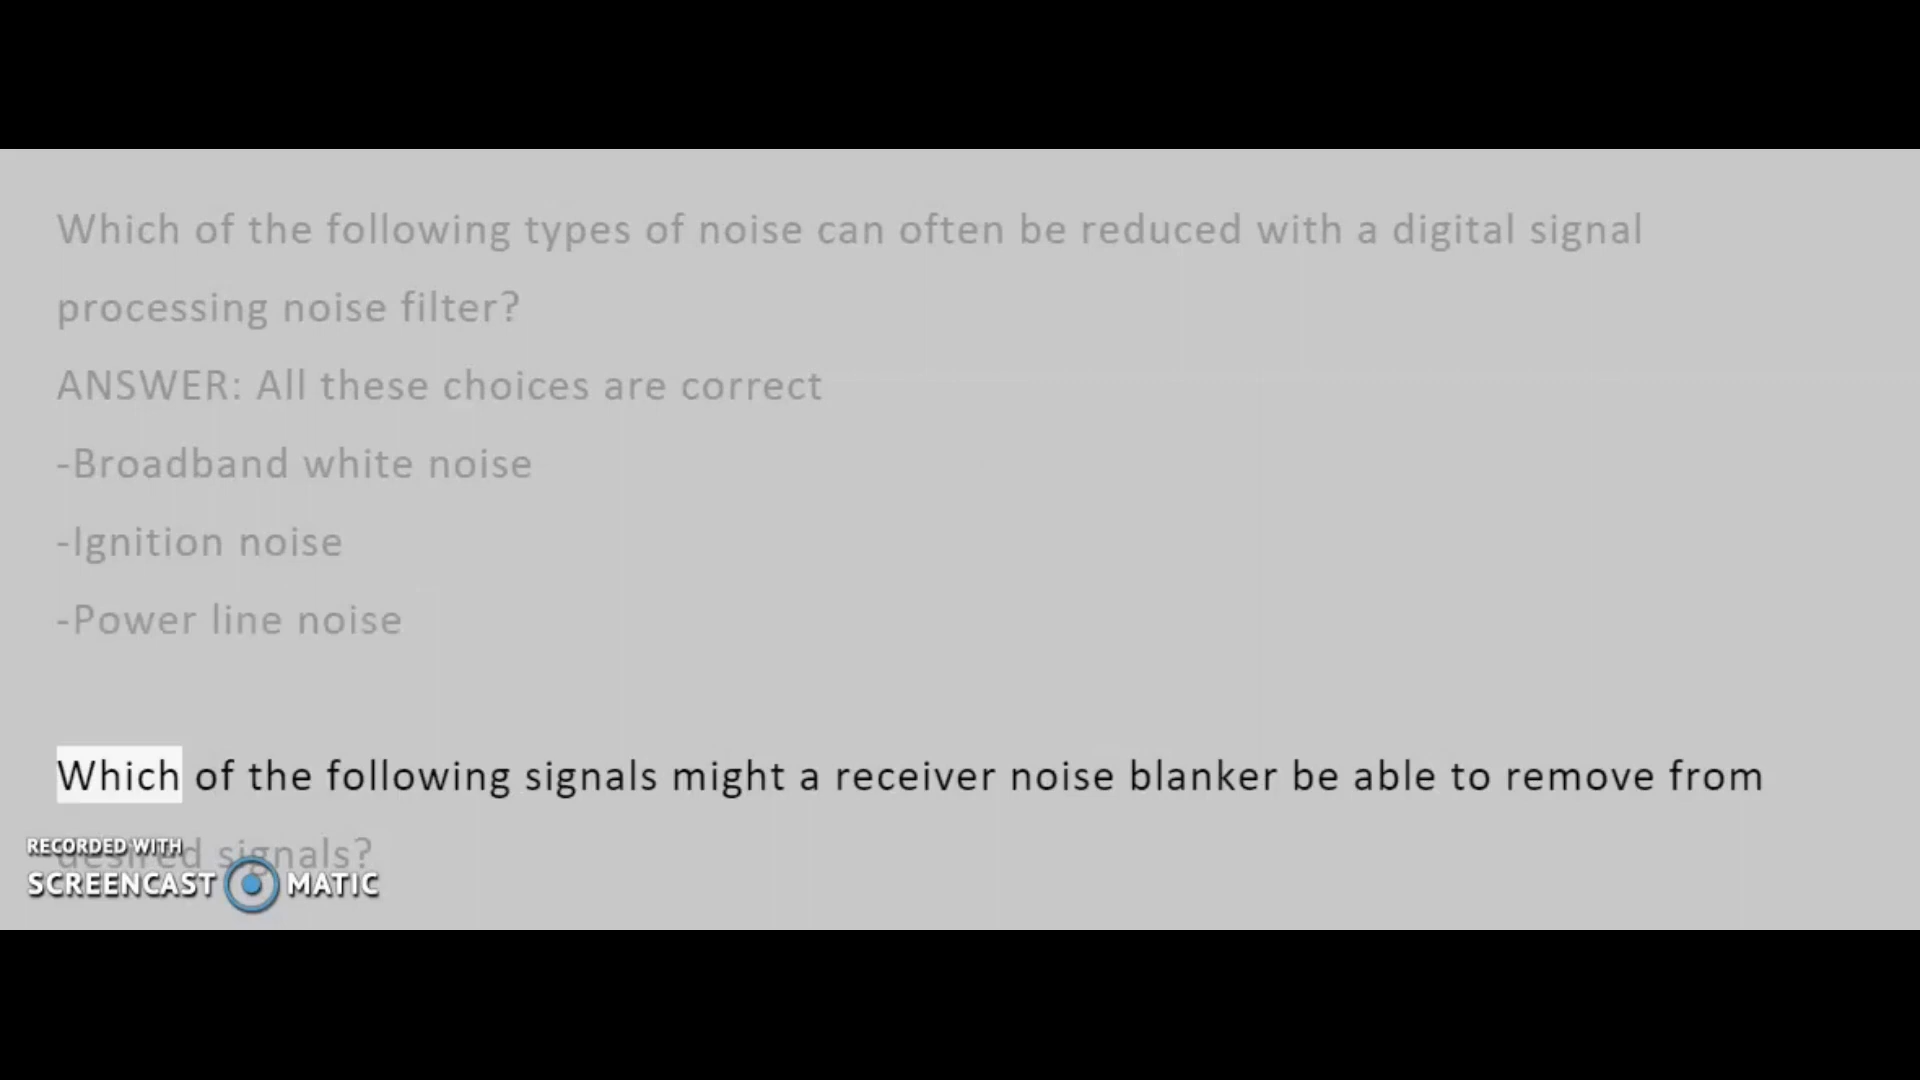 Which of the following types of noise can often be reduced with a digital signal
processing noise filter?
ANSWER: All these choices are correct
-Broadband white noise
-Ignition noise
-Power line noise
Which of the following signals might a receiver noise blanker be able to remove from
desired signals?
RECORDED WITH
SCREENCAST MATIC